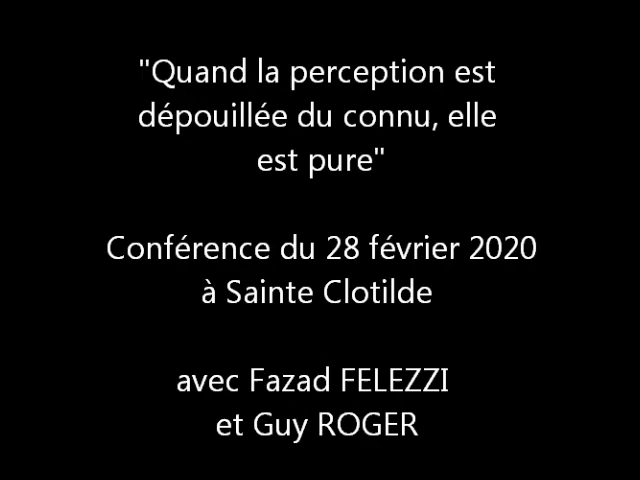 "Quand la perception est
dépouillée du connu, elle
est pure"
Conférence du 28 février 2020
à Sainte Clotilde
avec Fazad FELEZZI
et Guy ROGER